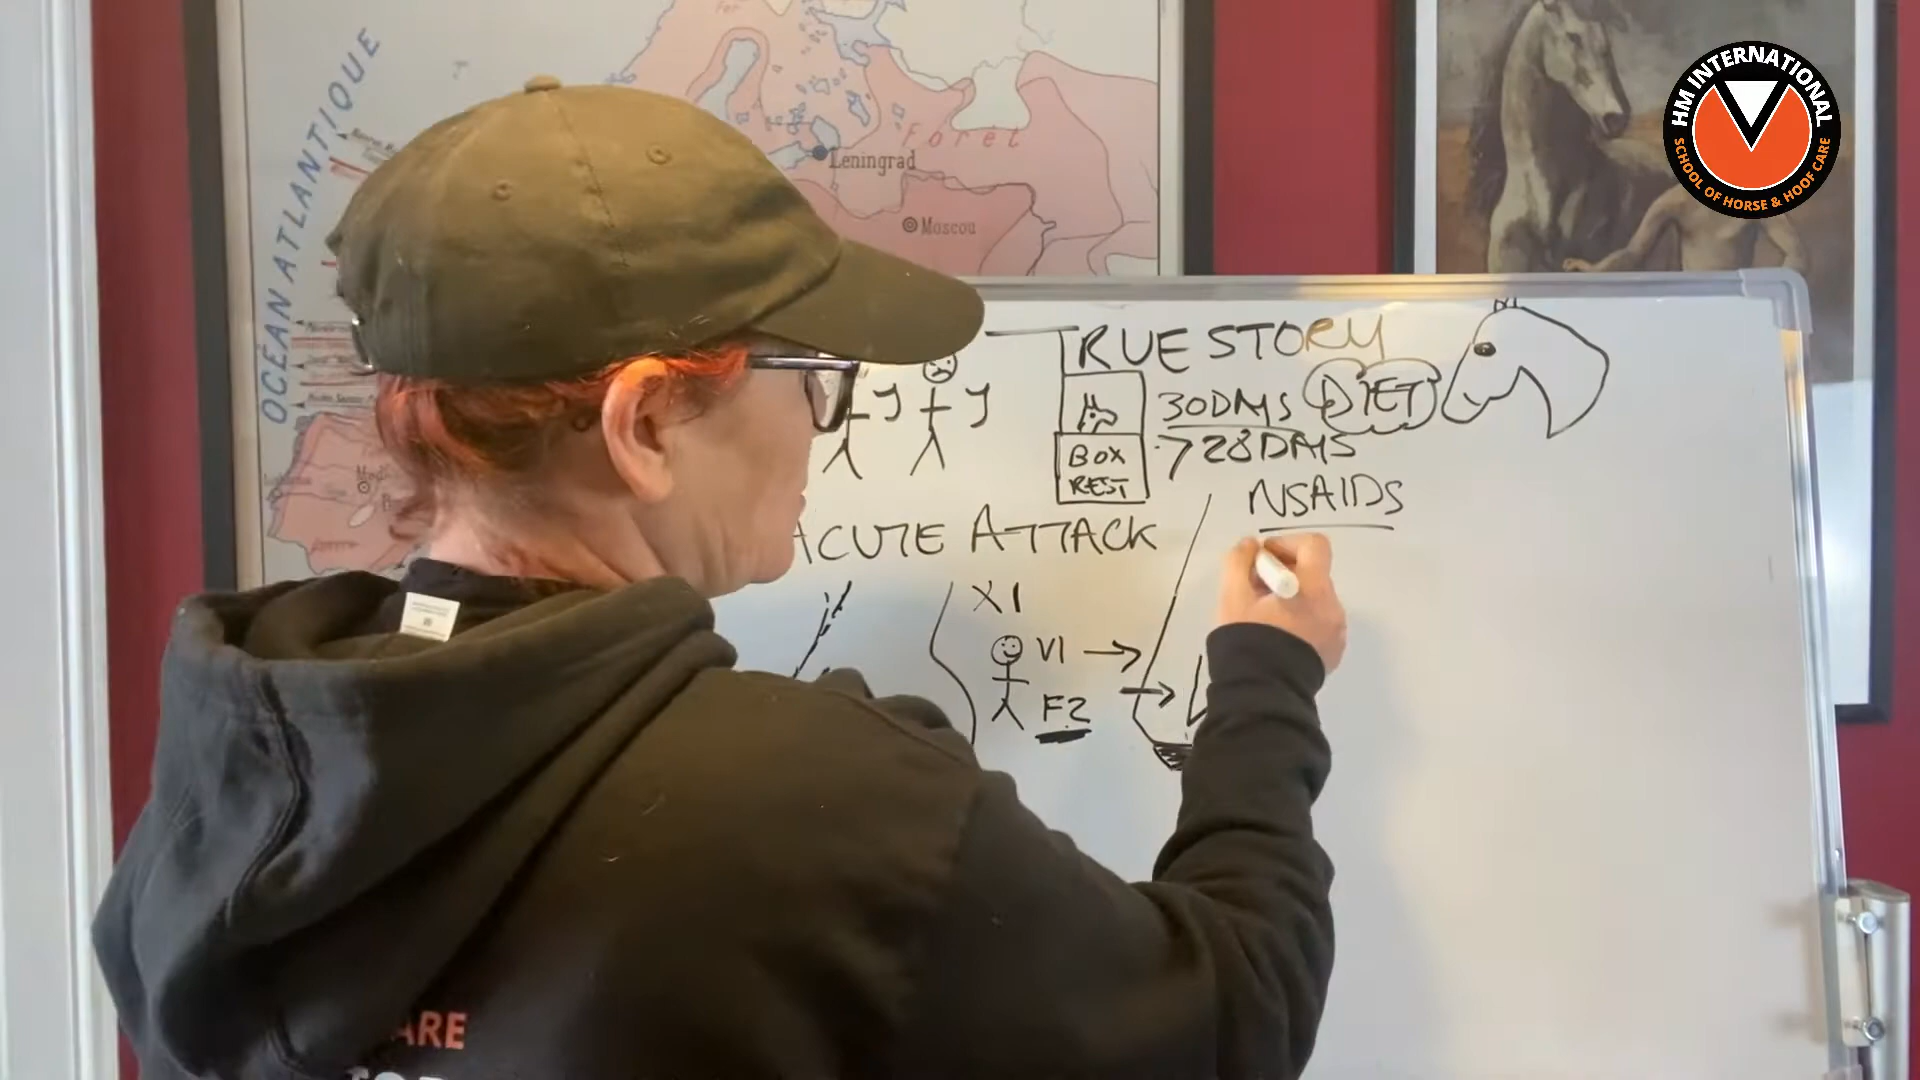 OCÉAN ATLANTIQUE
Forêt
Leningrad
Moscou
HM INTERNATIONAL
SCHOOL OF HORSE & HOOF CARE
TRUE STORY
30 DAYS DIET
BOX REST
>28 DAYS
NSAIDS
ACUTE ATTACK
X1
V1
F2
ARE